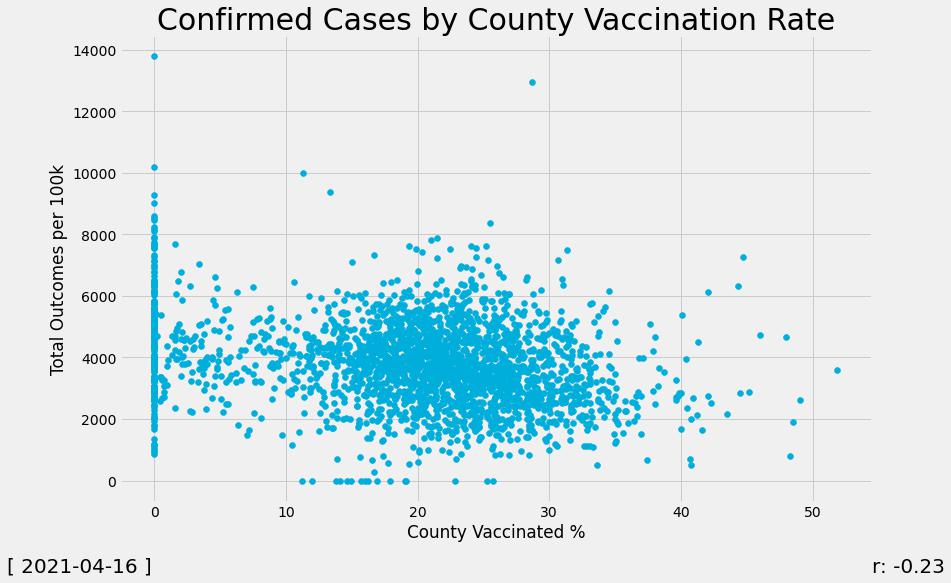 Confirmed Cases by County Vaccination Rate
14000
12000
10000
8000
6000
4000
2000
0
Total Outcomes per 100k
0 10 20 30 40 50
County Vaccinated %
[ 2021-04-16 ]
r: -0.23